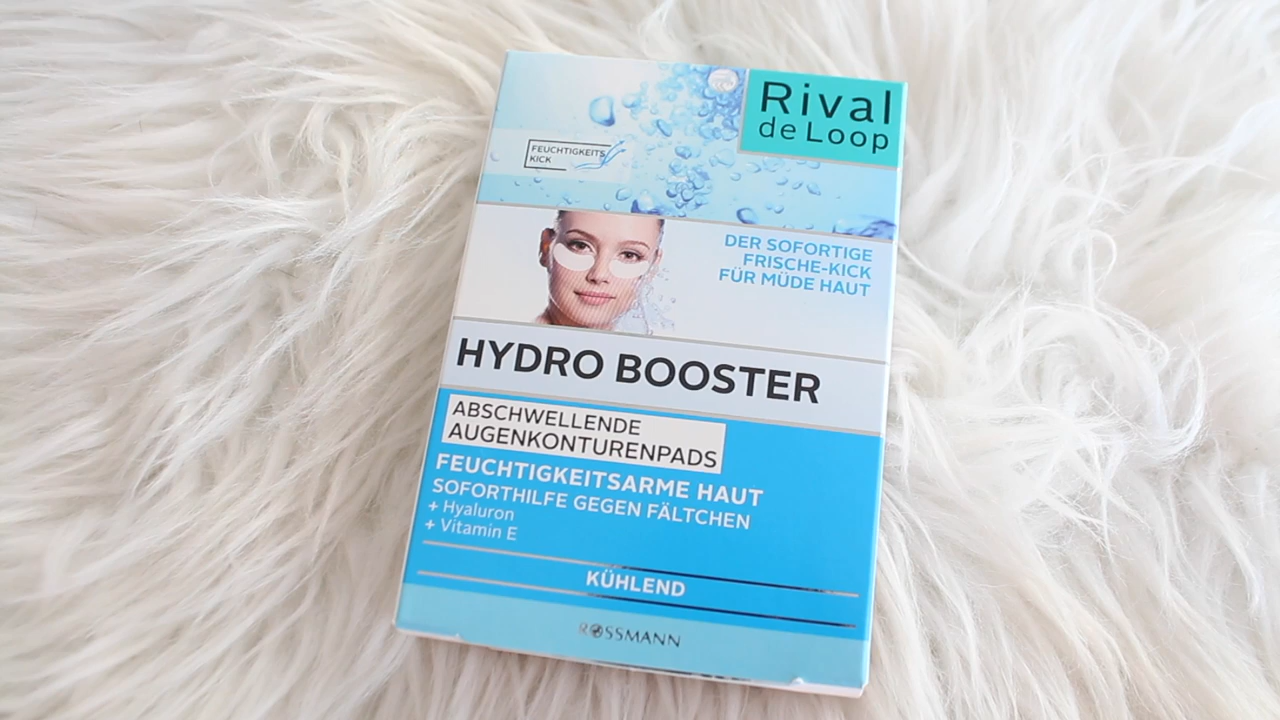 Rival
de Loop
FEUCHTIGKEITS
KICK
DER SOFORTIGE
FRISCHE-KICK
FÜR MÜDE HAUT
HYDRO BOOSTER
ABSCHWELLENDE
AUGENKONTURENPADS
FEUCHTIGKEITSARME HAUT
SOFORTHILFE GEGEN FÄLTCHEN
+ Hyaluron
+ Vitamin E
KÜHLEND
ROSSMANN